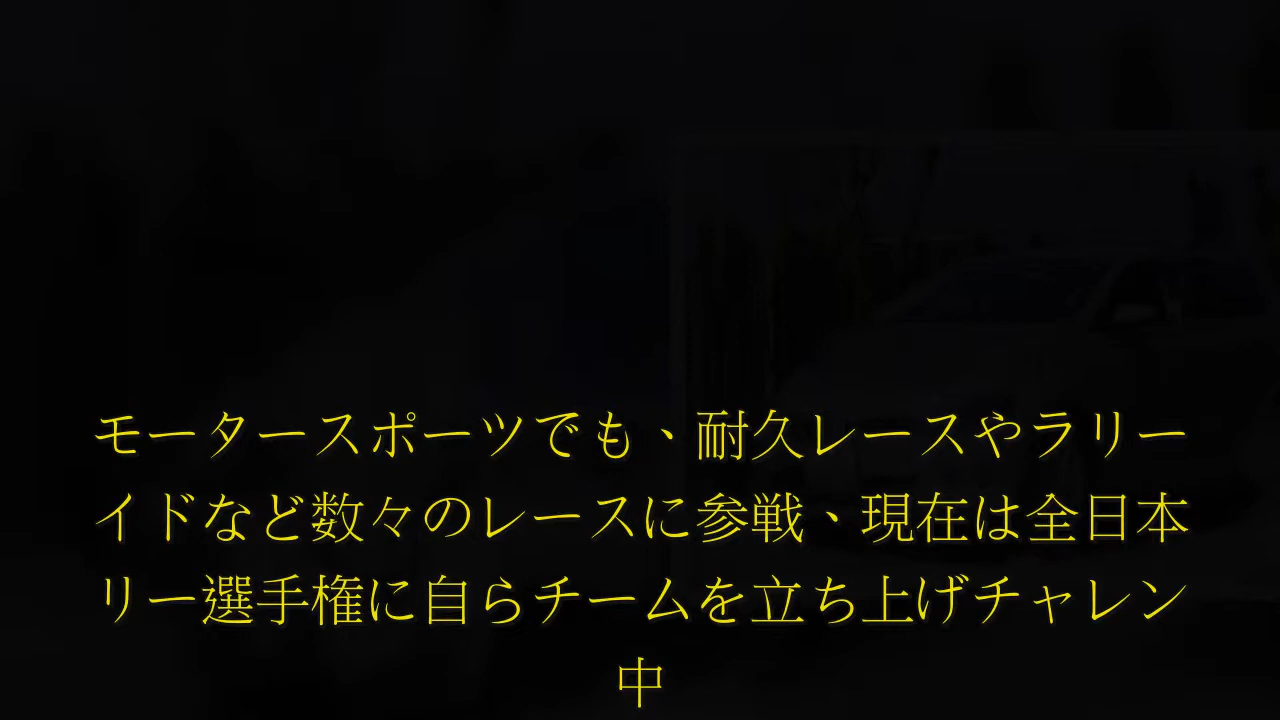 モータースポーツでも、耐久レースやラリー
イドなど数々のレースに参戦、現在は全日本
リー選手権に自らチームを立ち上げチャレン
中